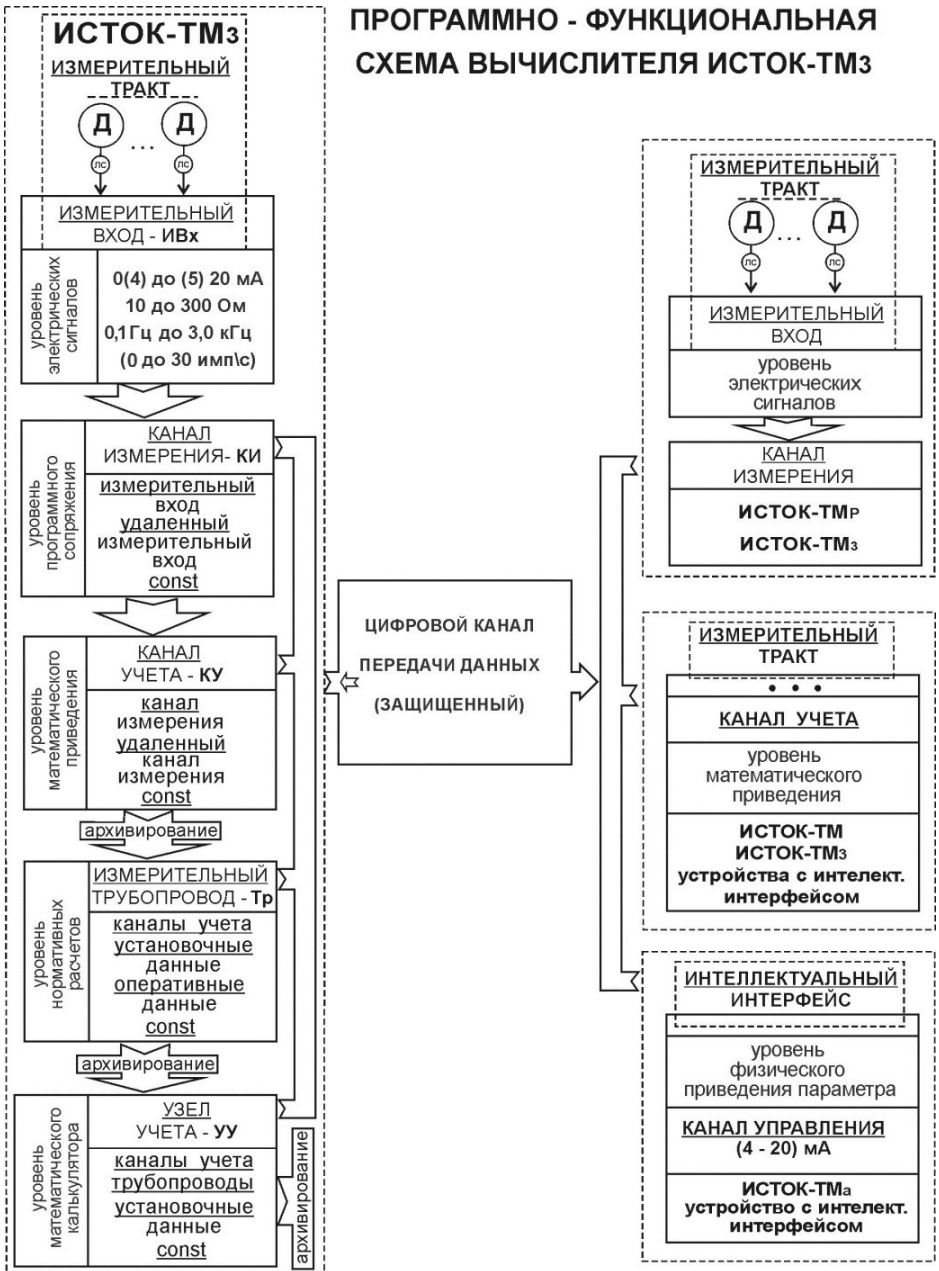 ПРОГРАММНО - ФУНКЦИОНАЛЬНАЯ
СХЕМА ВЫЧИСЛИТЕЛЯ ИСТОК-ТМ3
ИСТОК-ТМ3
ИЗМЕРИТЕЛЬНЫЙ
ТРАКТ
Д ... Д
ЛС ЛС
ИЗМЕРИТЕЛЬНЫЙ
ВХОД - ИВх
уровень
электрических
сигналов
0(4) до (5) 20 мА
10 до 300 Ом
0,1Гц до 3,0 кГц
(0 до 30 имп\с)
уровень
программного
сопряжения
КАНАЛ
ИЗМЕРЕНИЯ- КИ
измерительный
вход
удаленный
измерительный
вход
const
уровень
математического
приведения
КАНАЛ
УЧЕТА - КУ
канал
измерения
удаленный
канал
измерения
const
архивирование
уровень
нормативных
расчетов
ИЗМЕРИТЕЛЬНЫЙ
ТРУБОПРОВОД - Тр
каналы учета
установочные
данные
оперативные
данные
const
архивирование
уровень
математического
калькулятора
УЗЕЛ
УЧЕТА - УУ
каналы учета
трубопроводы
установочные
данные
const
архивирование
ЦИФРОВОЙ КАНАЛ
ПЕРЕДАЧИ ДАННЫХ
(ЗАЩИЩЕННЫЙ)
ИЗМЕРИТЕЛЬНЫЙ
ТРАКТ
Д ... Д
ЛС ЛС
ИЗМЕРИТЕЛЬНЫЙ
ВХОД
уровень
электрических
сигналов
КАНАЛ
ИЗМЕРЕНИЯ
ИСТОК-ТМР
ИСТОК-ТМ3
ИЗМЕРИТЕЛЬНЫЙ
ТРАКТ
• • •
КАНАЛ УЧЕТА
уровень
математического
приведения
ИСТОК-ТМ
ИСТОК-ТМ3
устройства с интелект.
интерфейсом
ИНТЕЛЛЕКТУАЛЬНЫЙ
ИНТЕРФЕЙС
уровень
физического
приведения параметра
КАНАЛ УПРАВЛЕНИЯ
(4 - 20) мА
ИСТОК-ТМа
устройство с интелект.
интерфейсом